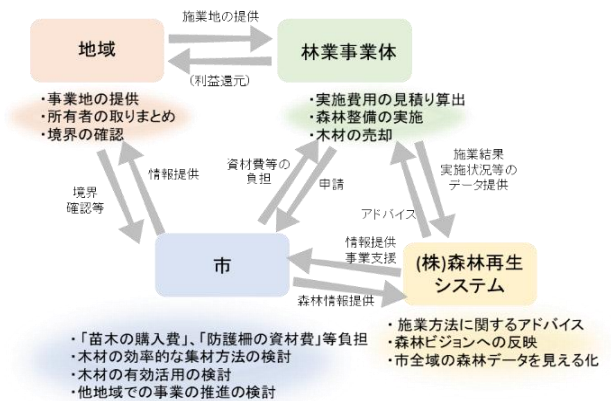 施業地の提供
地域
林業事業体
(利益還元)
・事業地の提供
・所有者の取りまとめ
・境界の確認
・実施費用の見積り算出
・森林整備の実施
・木材の売却
境界
確認等
情報提供
資材費等の
負担
申請
施業結果
実施状況等の
データ提供
アドバイス
市
情報提供
事業支援
森林情報提供
(株)森林再生
システム
・「苗木の購入費」、「防護柵の資材費」等負担
・木材の効率的な集材方法の検討
・木材の有効活用の検討
・他地域での事業の推進の検討
・施業方法に関するアドバイス
・森林ビジョンへの反映
・市全域の森林データを見える化